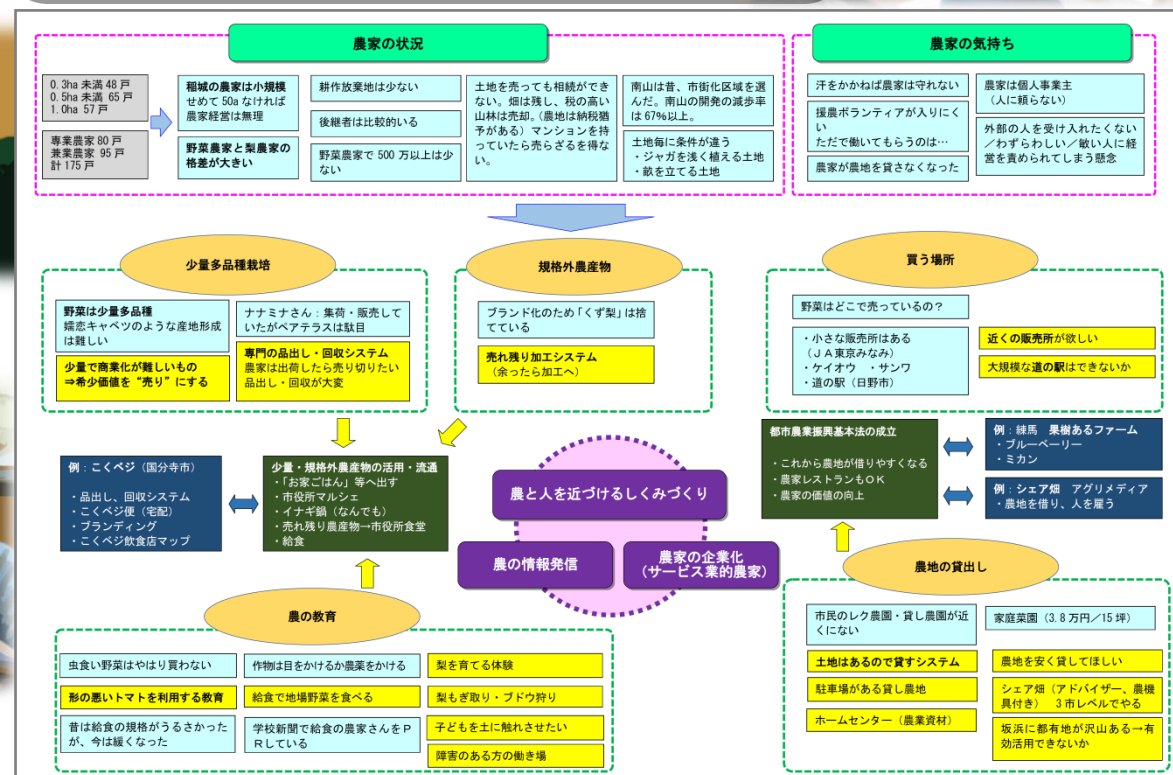 農家の状況
0.3ha 未満 48 戸
0.5ha 未満 65 戸
1.0ha 57 戸
専業農家 80 戸
兼業農家 95 戸
計 175 戸
稲城の農家は小規模
せめて 50a なければ
農家経営は無理
野菜農家と梨農家の
格差が大きい
耕作放棄地は少ない
後継者は比較的いる
野菜農家で 500 万以上は少
ない
土地を売っても相続ができ
ない。畑は残し、税の高い
山林は売却。(農地は納税猶
予がある)マンションを持
っていたら売らざるを得な
い。
南山は昔、市街化区域を選
んだ。南山の開発の減歩率
は 67%以上。
土地毎に条件が違う
・ジャガを浅く植える土地
・畝を立てる土地
農家の気持ち
汗をかかねば農家は守れない
援農ボランティアが入りにく
い
ただで働いてもらうのは…
農家が農地を貸さなくなった
農家は個人事業主
(人に頼らない)
外部の人を受け入れたくない
/わずらわしい/敏い人に経
営を責められてしまう懸念
少量多品種栽培
野菜は少量多品種
嬬恋キャベツのような産地形成
は難しい
少量で商業化が難しいもの
⇒希少価値を“売り”にする
ナナミナさん:集荷・販売して
いたがペアテラスは駄目
専門の品出し・回収システム
農家は出荷したら売り切りたい
品出し・回収が大変
規格外農産物
ブランド化のため「くず梨」は捨
てている
売れ残り加工システム
(余ったら加工へ)
買う場所
野菜はどこで売っているの?
・小さな販売所はある
(JA東京みなみ)
・ケイオウ ・サンワ
・道の駅(日野市)
近くの販売所が欲しい
大規模な道の駅はできないか
例:こくベジ(国分寺市)
・品出し、回収システム
・こくベジ便(宅配)
・ブランディング
・こくベジ飲食店マップ
少量・規格外農産物の活用・流通
・「お家ごはん」等へ出す
・市役所マルシェ
・イナギ鍋(なんでも)
・売れ残り農産物→市役所食堂
・給食
農と人を近づけるしくみづくり
農の情報発信
農家の企業化
(サービス業的農家)
都市農業振興基本法の成立
・これから農地が借りやすくなる
・農家レストランもOK
・農家の価値の向上
例:練馬 果樹あるファーム
・ブルーベリー
・ミカン
例:シェア畑 アグリメディア
・農地を借り、人を雇う
農の教育
虫食い野菜はやはり買わない
形の悪いトマトを利用する教育
昔は給食の規格がうるさかった
が、今は緩くなった
作物は目をかけるか農薬をかける
給食で地場野菜を食べる
学校新聞で給食の農家さんをP
Rしている
梨を育てる体験
梨もぎ取り・ブドウ狩り
子どもを土に触れさせたい
障害のある方の働き場
農地の貸出し
市民のレク農園・貸し農園が近
くにない
土地はあるので貸すシステム
駐車場がある貸し農地
ホームセンター(農業資材)
家庭菜園(3.8 万円/15 坪)
農地を安く貸してほしい
シェア畑(アドバイザー、農機
具付き) 3市レベルでやる
坂浜に都有地が沢山ある→有
効活用できないか